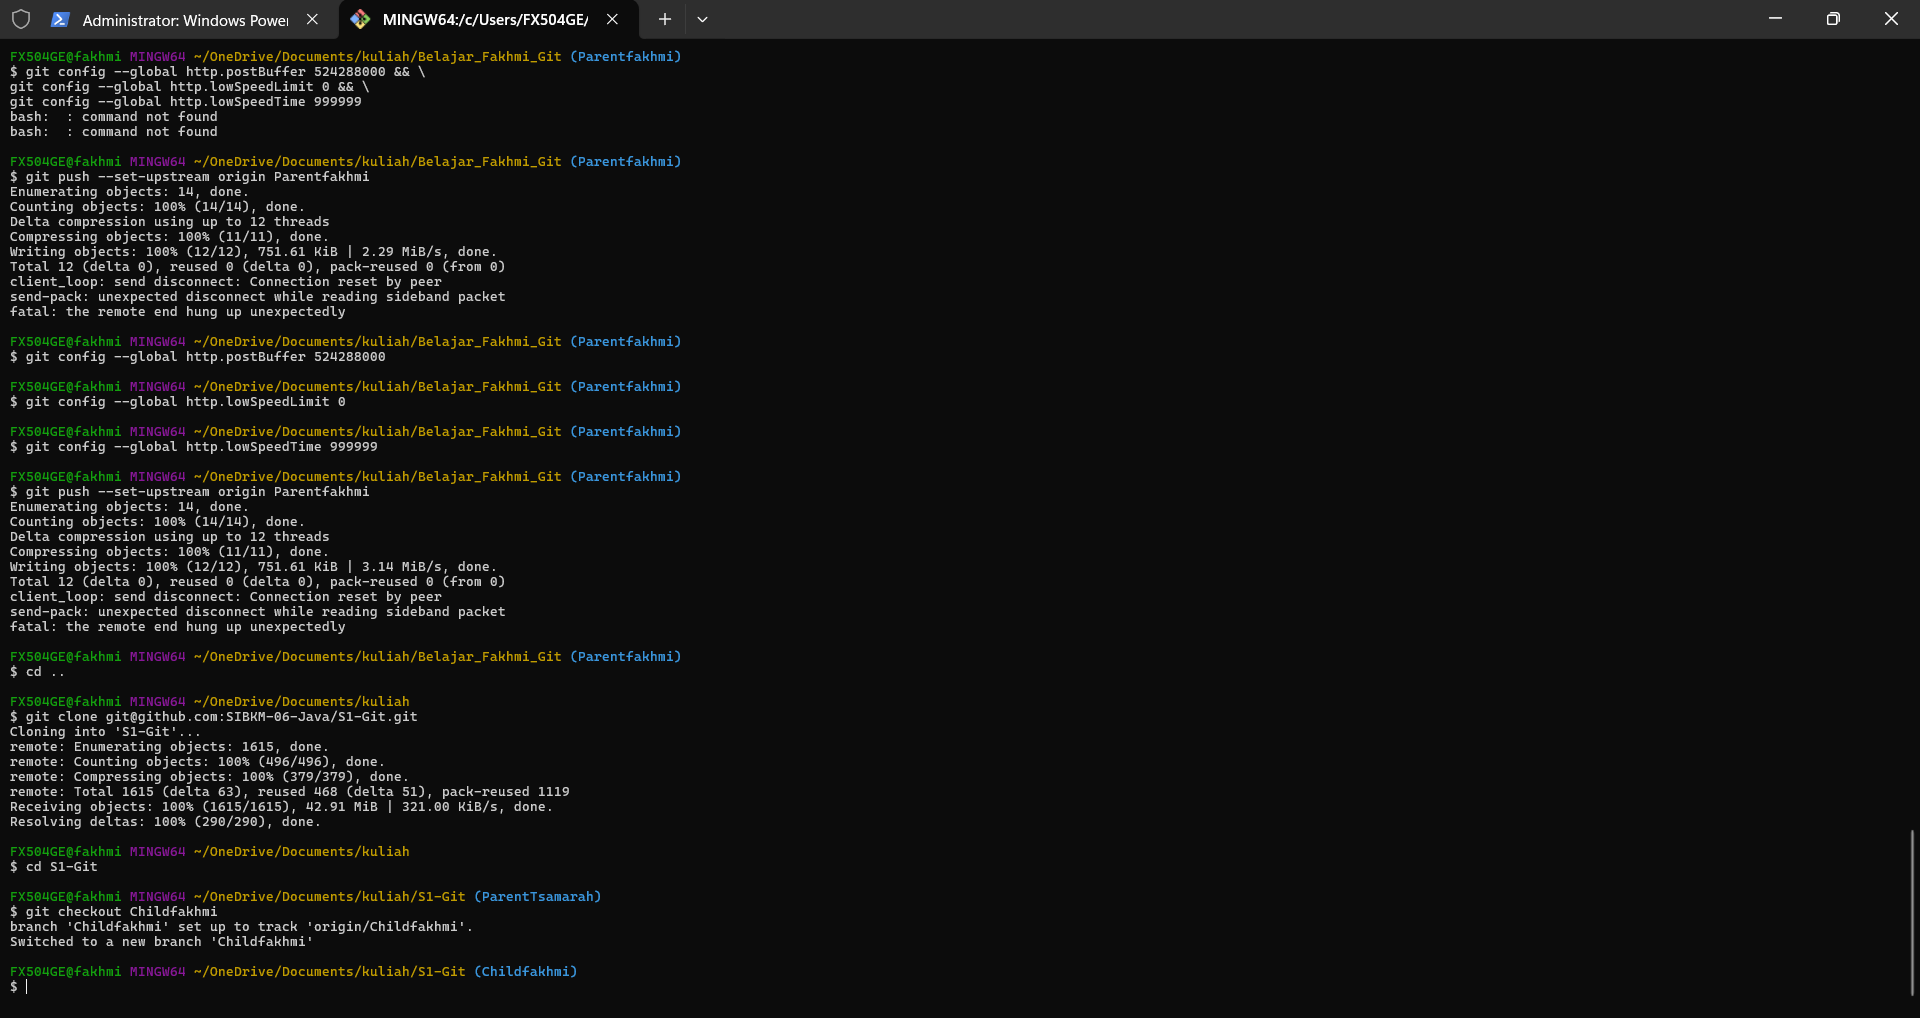 Administrator: Windows Power
MINGW64:/c/Users/FX504GE/
FX504GE@fakhmi MINGW64 ~/OneDrive/Documents/kuliah/Belajar_Fakhmi_Git (Parentfakhmi)
$ git config --global http.postBuffer 524288000 && \
git config --global http.lowSpeedLimit 0 && \
git config --global http.lowSpeedTime 999999
bash:  : command not found
bash:  : command not found
FX504GE@fakhmi MINGW64 ~/OneDrive/Documents/kuliah/Belajar_Fakhmi_Git (Parentfakhmi)
$ git push --set-upstream origin Parentfakhmi
Enumerating objects: 14, done.
Counting objects: 100% (14/14), done.
Delta compression using up to 12 threads
Compressing objects: 100% (11/11), done.
Writing objects: 100% (12/12), 751.61 KiB | 2.29 MiB/s, done.
Total 12 (delta 0), reused 0 (delta 0), pack-reused 0 (from 0)
client_loop: send disconnect: Connection reset by peer
send-pack: unexpected disconnect while reading sideband packet
fatal: the remote end hung up unexpectedly
FX504GE@fakhmi MINGW64 ~/OneDrive/Documents/kuliah/Belajar_Fakhmi_Git (Parentfakhmi)
$ git config --global http.postBuffer 524288000
FX504GE@fakhmi MINGW64 ~/OneDrive/Documents/kuliah/Belajar_Fakhmi_Git (Parentfakhmi)
$ git config --global http.lowSpeedLimit 0
FX504GE@fakhmi MINGW64 ~/OneDrive/Documents/kuliah/Belajar_Fakhmi_Git (Parentfakhmi)
$ git config --global http.lowSpeedTime 999999
FX504GE@fakhmi MINGW64 ~/OneDrive/Documents/kuliah/Belajar_Fakhmi_Git (Parentfakhmi)
$ git push --set-upstream origin Parentfakhmi
Enumerating objects: 14, done.
Counting objects: 100% (14/14), done.
Delta compression using up to 12 threads
Compressing objects: 100% (11/11), done.
Writing objects: 100% (12/12), 751.61 KiB | 3.14 MiB/s, done.
Total 12 (delta 0), reused 0 (delta 0), pack-reused 0 (from 0)
client_loop: send disconnect: Connection reset by peer
send-pack: unexpected disconnect while reading sideband packet
fatal: the remote end hung up unexpectedly
FX504GE@fakhmi MINGW64 ~/OneDrive/Documents/kuliah/Belajar_Fakhmi_Git (Parentfakhmi)
$ cd ..
FX504GE@fakhmi MINGW64 ~/OneDrive/Documents/kuliah
$ git clone git@github.com:SIBKM-06-Java/S1-Git.git
Cloning into 'S1-Git'...
remote: Enumerating objects: 1615, done.
remote: Counting objects: 100% (496/496), done.
remote: Compressing objects: 100% (379/379), done.
remote: Total 1615 (delta 63), reused 468 (delta 51), pack-reused 1119
Receiving objects: 100% (1615/1615), 42.91 MiB | 321.00 KiB/s, done.
Resolving deltas: 100% (290/290), done.
FX504GE@fakhmi MINGW64 ~/OneDrive/Documents/kuliah
$ cd S1-Git
FX504GE@fakhmi MINGW64 ~/OneDrive/Documents/kuliah/S1-Git (ParentTsamarah)
$ git checkout Childfakhmi
branch 'Childfakhmi' set up to track 'origin/Childfakhmi'.
Switched to a new branch 'Childfakhmi'
FX504GE@fakhmi MINGW64 ~/OneDrive/Documents/kuliah/S1-Git (Childfakhmi)
$